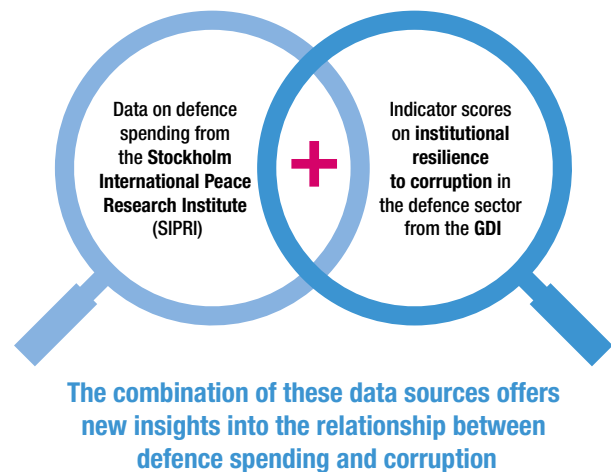 Data on defence
spending from
the Stockholm
International Peace
Research Institute
(SIPRI)
+
Indicator scores
on institutional
resilience
to corruption in
the defence sector
from the GDI
The combination of these data sources offers
new insights into the relationship between
defence spending and corruption